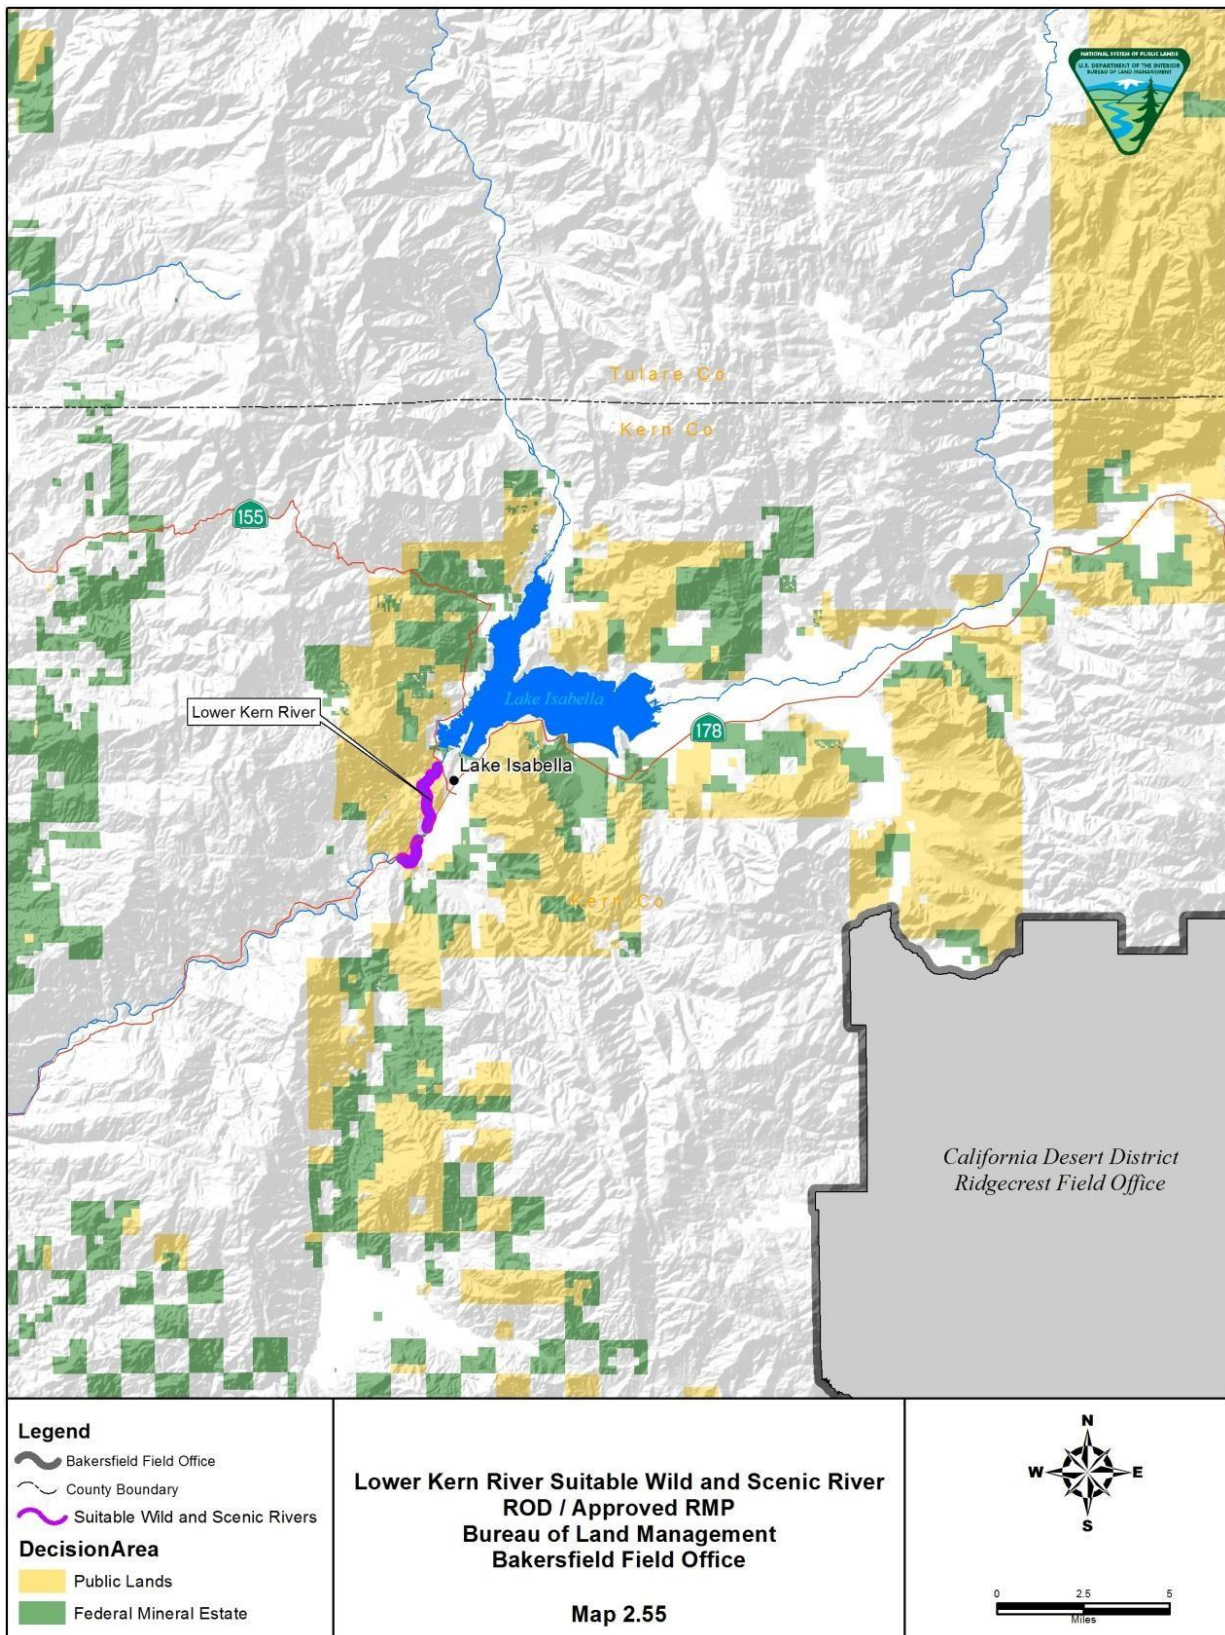 NATIONAL SYSTEM OF PUBLIC LANDS
U.S. DEPARTMENT OF THE INTERIOR
BUREAU OF LAND MANAGEMENT
Tulare Co
Kern Co
155
Lower Kern River
Lake Isabella
178
Lake Isabella
Kern Co
California Desert District
Ridgecrest Field Office
Legend
Bakersfield Field Office
County Boundary
Suitable Wild and Scenic Rivers
DecisionArea
Public Lands
Federal Mineral Estate
Lower Kern River Suitable Wild and Scenic River
ROD / Approved RMP
Bureau of Land Management
Bakersfield Field Office
Map 2.55
N
W E
S
0 2.5 5
Miles